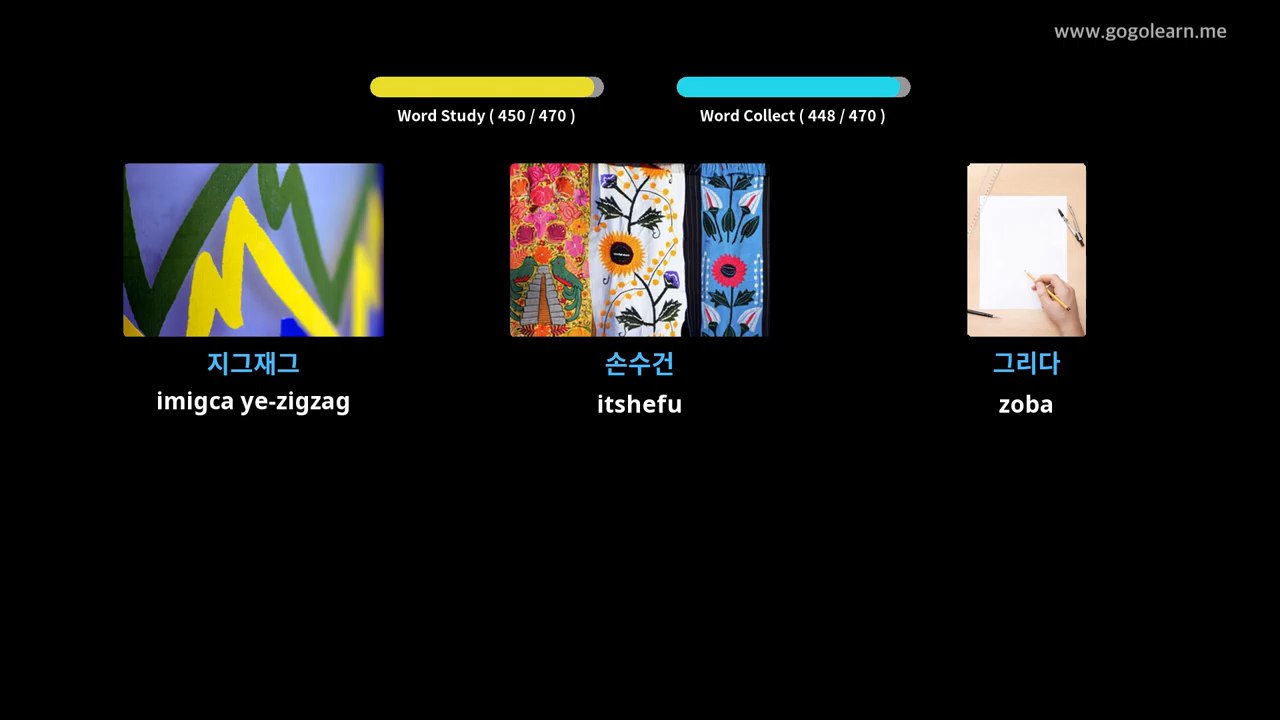 www.gogolearn.me
Word Study ( 450 / 470 )
Word Collect ( 448 / 470 )
지그재그
손수건
그리다
imigca ye-zigzag
itshefu
zoba